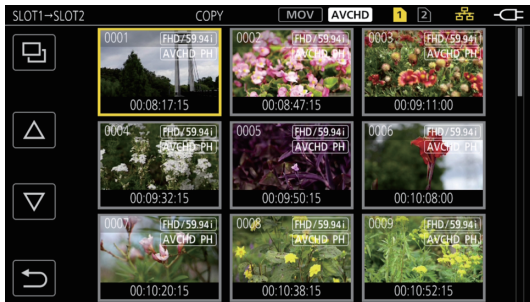 SLOT1→SLOT2 COPY MOV AVCHD 1 2
0001 FHD/59.94i
AVCHD PH
00:08:17:15
0002 FHD/59.94i
AVCHD PH
00:08:47:15
0003 FHD/59.94i
AVCHD PH
00:09:11:00
0004 FHD/59.94i
AVCHD PH
00:09:32:15
0005 FHD/59.94i
AVCHD PH
00:09:50:15
0006 FHD/59.94i
AVCHD PH
00:10:08:00
0007 FHD/59.94i
AVCHD PH
00:10:20:15
0008 FHD/59.94i
AVCHD PH
00:10:38:15
0009 FHD/59.94i
AVCHD PH
00:10:52:15